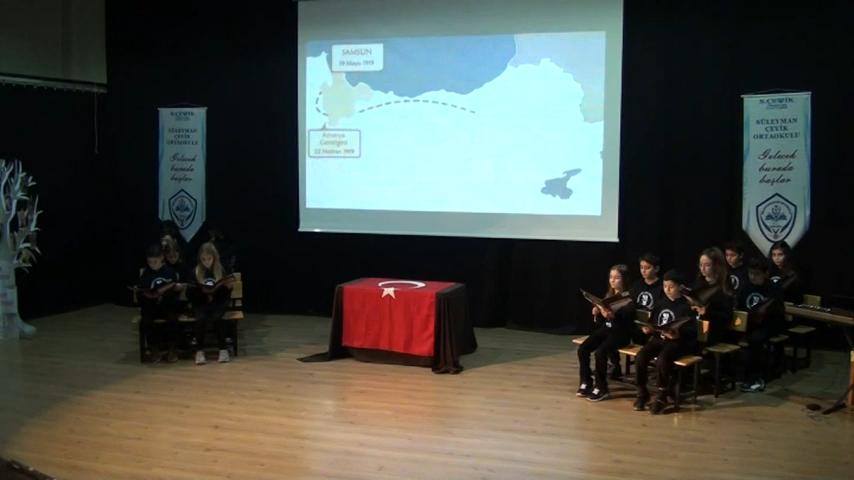 SAMSUN
19 Mayıs 1919
Amasya
Genelgesi
22 Haziran 1919
SÜLEYMAN
ÇEVİK
ORTAOKULU
Gelecek
burada
başlar
S.ÇEVİK
SÜLEYMAN
ÇEVİK
ORTAOKULU
Gelecek
burada
başlar